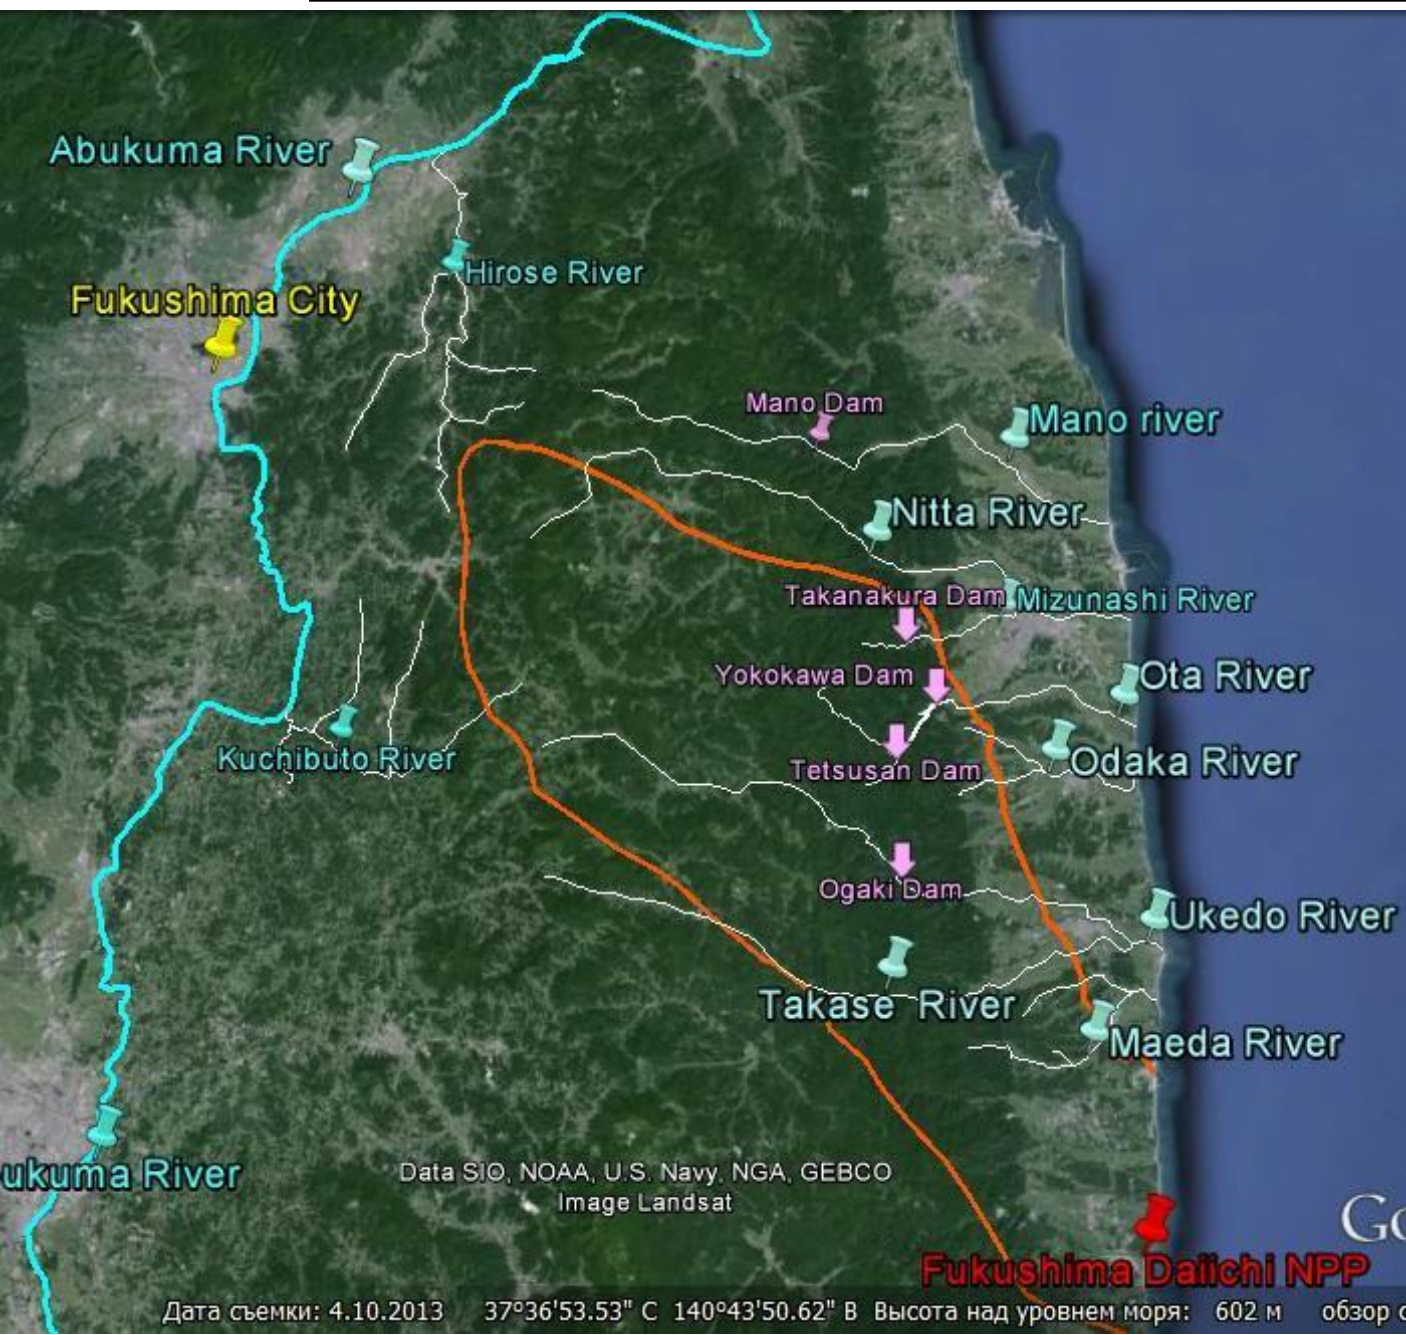 Abukuma River
Hirose River
Fukushima City
Mano Dam
Mano river
Nitta River
Takanakura Dam
Mizunashi River
Yokokawa Dam
Ota River
Kuchibuto River
Tetsusan Dam
Odaka River
Ogaki Dam
Ukedo River
Takase River
Maeda River
ukuma River
Data SIO, NOAA, U.S. Navy, NGA, GEBCO
Image Landsat
Go
Fukushima Daiichi NPP
Дата съемки: 4.10.2013 37°36'53.53" С 140°43'50.62" В Высота над уровнем моря: 602 м обзор с